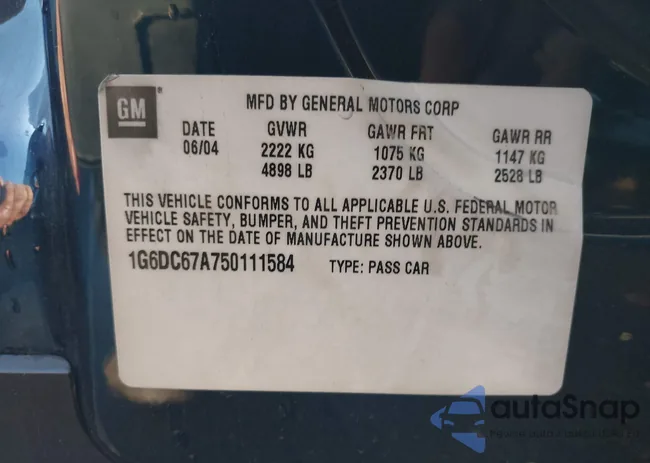 GM
MFD BY GENERAL MOTORS CORP
DATE GVWR GAWR FRT GAWR RR
06/04 2222 KG 1075 KG 1147 KG
4898 LB 2370 LB 2528 LB
THIS VEHICLE CONFORMS TO ALL APPLICABLE U.S. FEDERAL MOTOR
VEHICLE SAFETY, BUMPER, AND THEFT PREVENTION STANDARDS IN
EFFECT ON THE DATE OF MANUFACTURE SHOWN ABOVE.
1G6DC67A750111584 TYPE: PASS CAR
autoSnap